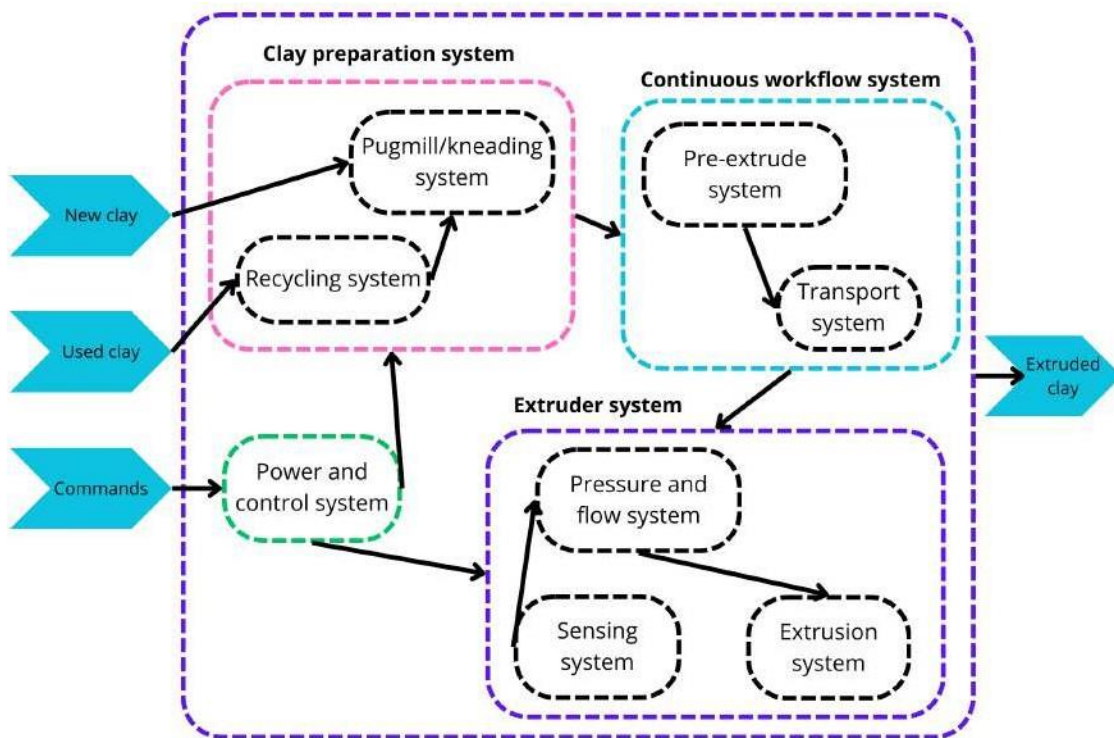 Clay preparation system
Continuous workflow system
Pugmill/kneading
system
Pre-extrude
system
New clay
Recycling system
Transport
system
Used clay
Extruded
clay
Extruder system
Power and
control system
Commands
Pressure and
flow system
Sensing
system
Extrusion
system